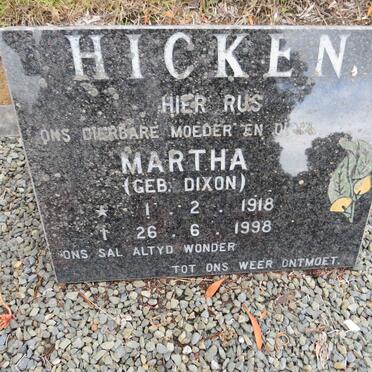 HICKEN
HIER RUS
ONS DIERBARE MOEDER EN
MARTHA
(GEB. DIXON)
★ 1 . 2 . 1918
† 26 . 6 . 1998
ONS SAL ALTYD WONDER
TOT ONS WEER ONTMOET.